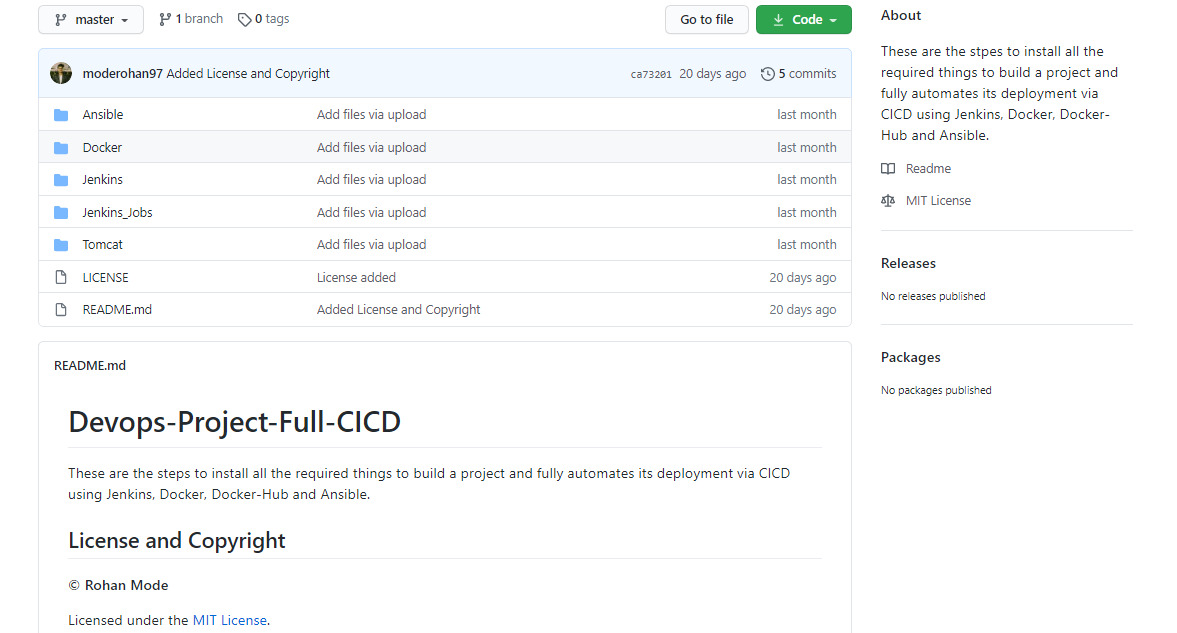 master
1 branch
0 tags
Go to file
Code
moderohan97 Added License and Copyright ca73201 20 days ago 5 commits
Ansible Add files via upload last month
Docker Add files via upload last month
Jenkins Add files via upload last month
Jenkins_Jobs Add files via upload last month
Tomcat Add files via upload last month
LICENSE License added 20 days ago
README.md Added License and Copyright 20 days ago
README.md
Devops-Project-Full-CICD
These are the steps to install all the required things to build a project and fully automates its deployment via CICD
using Jenkins, Docker, Docker-Hub and Ansible.
License and Copyright
© Rohan Mode
Licensed under the MIT License.
About
These are the stpes to install all the
required things to build a project and
fully automates its deployment via
CICD using Jenkins, Docker, Docker-
Hub and Ansible.
Readme
MIT License
Releases
No releases published
Packages
No packages published